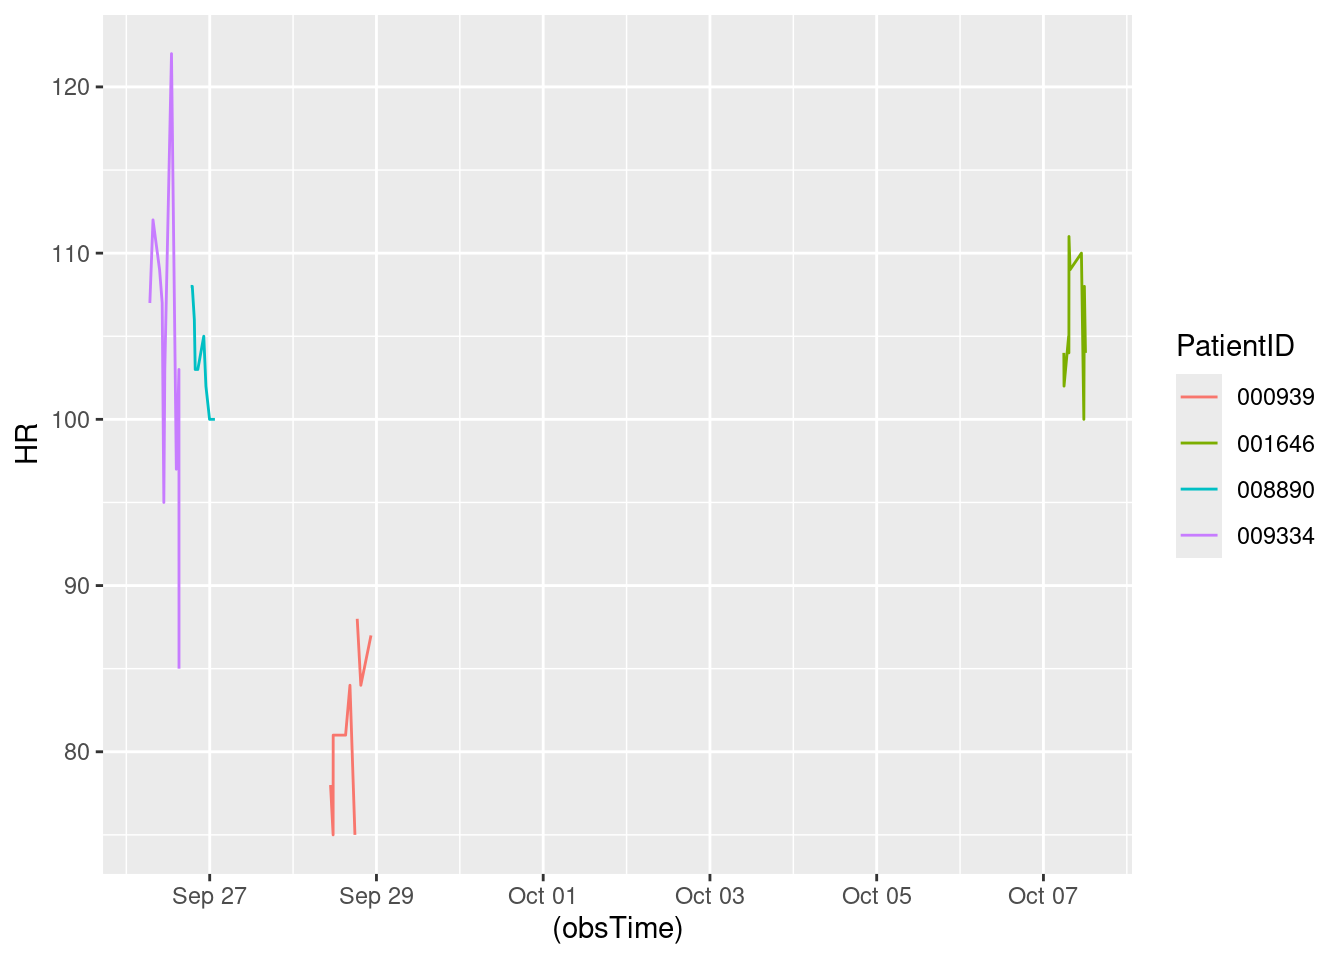 120
110
100
90
80
HR
Sep 27
Sep 29
Oct 01
Oct 03
Oct 05
Oct 07
(obsTime)
PatientID
000939
001646
008890
009334